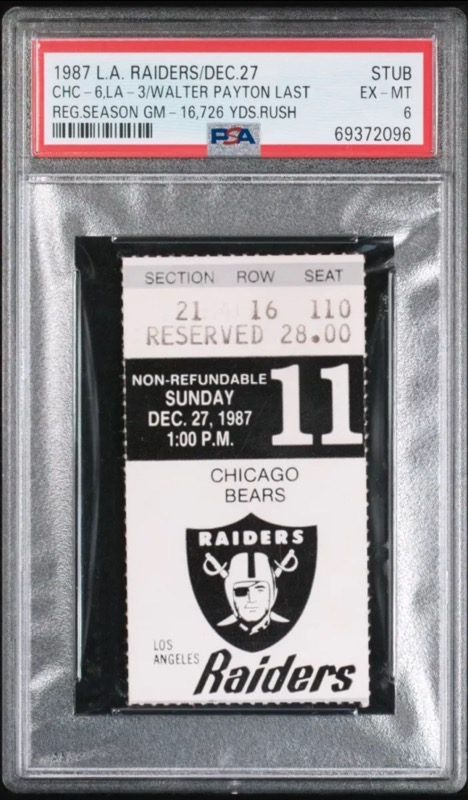 1987 L.A. RAIDERS/DEC.27 STUB
CHC - 6,LA - 3/WALTER PAYTON LAST EX - MT
REG.SEASON GM - 16,726 YDS.RUSH 6
PSA 69372096
SECTION ROW SEAT
21 16 110
RESERVED 28.00
NON-REFUNDABLE
SUNDAY
DEC. 27, 1987
1:00 P.M.
11
CHICAGO
BEARS
RAIDERS
LOS
ANGELES
Raiders